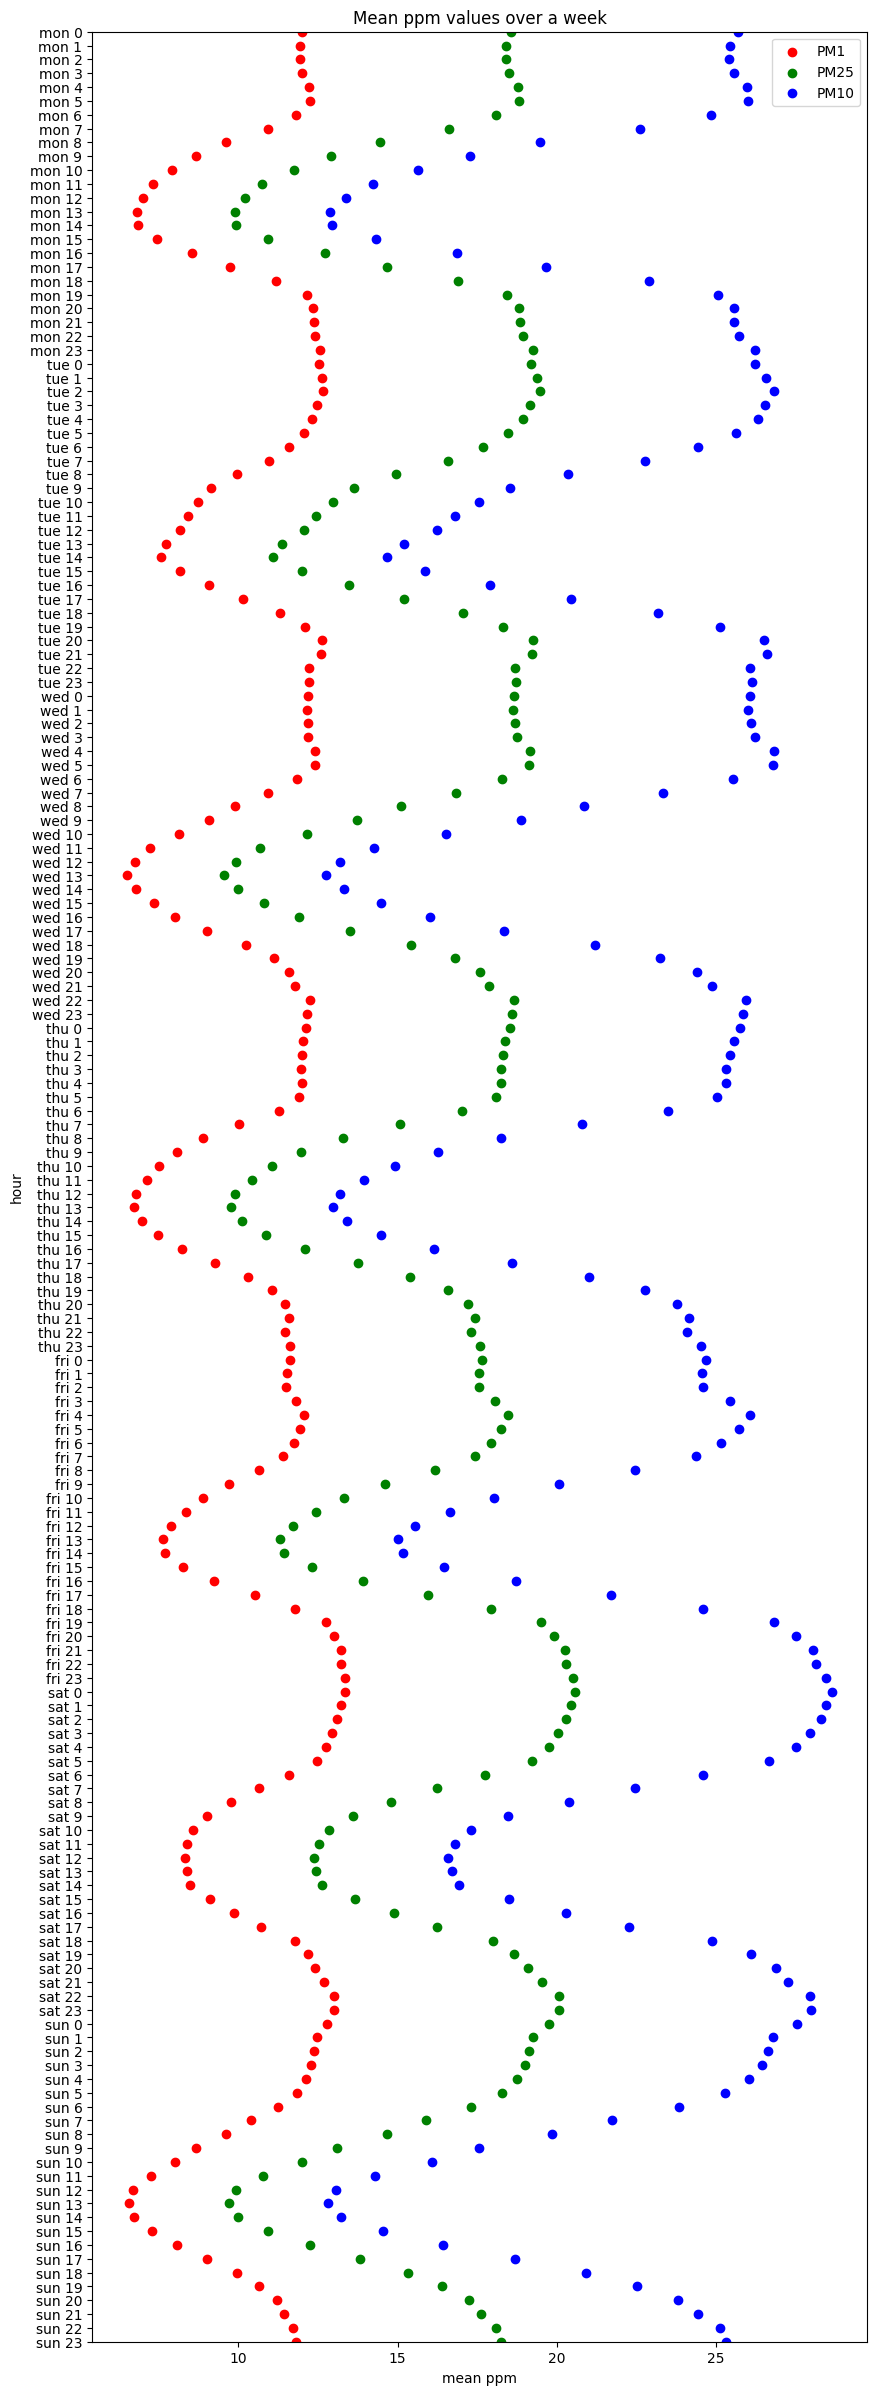 Mean ppm values over a week
PM1
PM25
PM10
mon 0
mon 1
mon 2
mon 3
mon 4
mon 5
mon 6
mon 7
mon 8
mon 9
mon 10
mon 11
mon 12
mon 13
mon 14
mon 15
mon 16
mon 17
mon 18
mon 19
mon 20
mon 21
mon 22
mon 23
tue 0
tue 1
tue 2
tue 3
tue 4
tue 5
tue 6
tue 7
tue 8
tue 9
tue 10
tue 11
tue 12
tue 13
tue 14
tue 15
tue 16
tue 17
tue 18
tue 19
tue 20
tue 21
tue 22
tue 23
wed 0
wed 1
wed 2
wed 3
wed 4
wed 5
wed 6
wed 7
wed 8
wed 9
wed 10
wed 11
wed 12
wed 13
wed 14
wed 15
wed 16
wed 17
wed 18
wed 19
wed 20
wed 21
wed 22
wed 23
thu 0
thu 1
thu 2
thu 3
thu 4
thu 5
thu 6
thu 7
thu 8
thu 9
thu 10
thu 11
thu 12
thu 13
thu 14
thu 15
thu 16
thu 17
thu 18
thu 19
thu 20
thu 21
thu 22
thu 23
fri 0
fri 1
fri 2
fri 3
fri 4
fri 5
fri 6
fri 7
fri 8
fri 9
fri 10
fri 11
fri 12
fri 13
fri 14
fri 15
fri 16
fri 17
fri 18
fri 19
fri 20
fri 21
fri 22
fri 23
sat 0
sat 1
sat 2
sat 3
sat 4
sat 5
sat 6
sat 7
sat 8
sat 9
sat 10
sat 11
sat 12
sat 13
sat 14
sat 15
sat 16
sat 17
sat 18
sat 19
sat 20
sat 21
sat 22
sat 23
sun 0
sun 1
sun 2
sun 3
sun 4
sun 5
sun 6
sun 7
sun 8
sun 9
sun 10
sun 11
sun 12
sun 13
sun 14
sun 15
sun 16
sun 17
sun 18
sun 19
sun 20
sun 21
sun 22
sun 23
hour
10 15 20 25
mean ppm